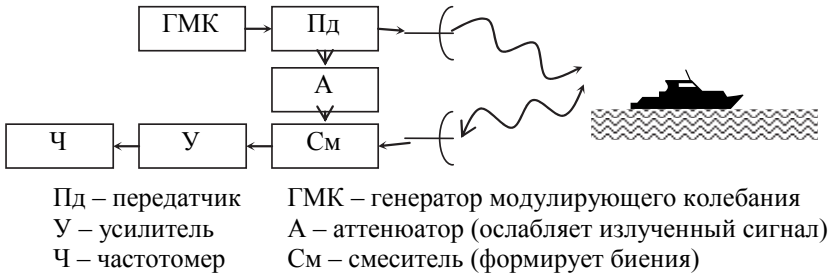 ГМК Пд
А
Ч У См
Пд – передатчик ГМК – генератор модулирующего колебания
У – усилитель А – аттенюатор (ослабляет излученный сигнал)
Ч – частотомер См – смеситель (формирует биения)